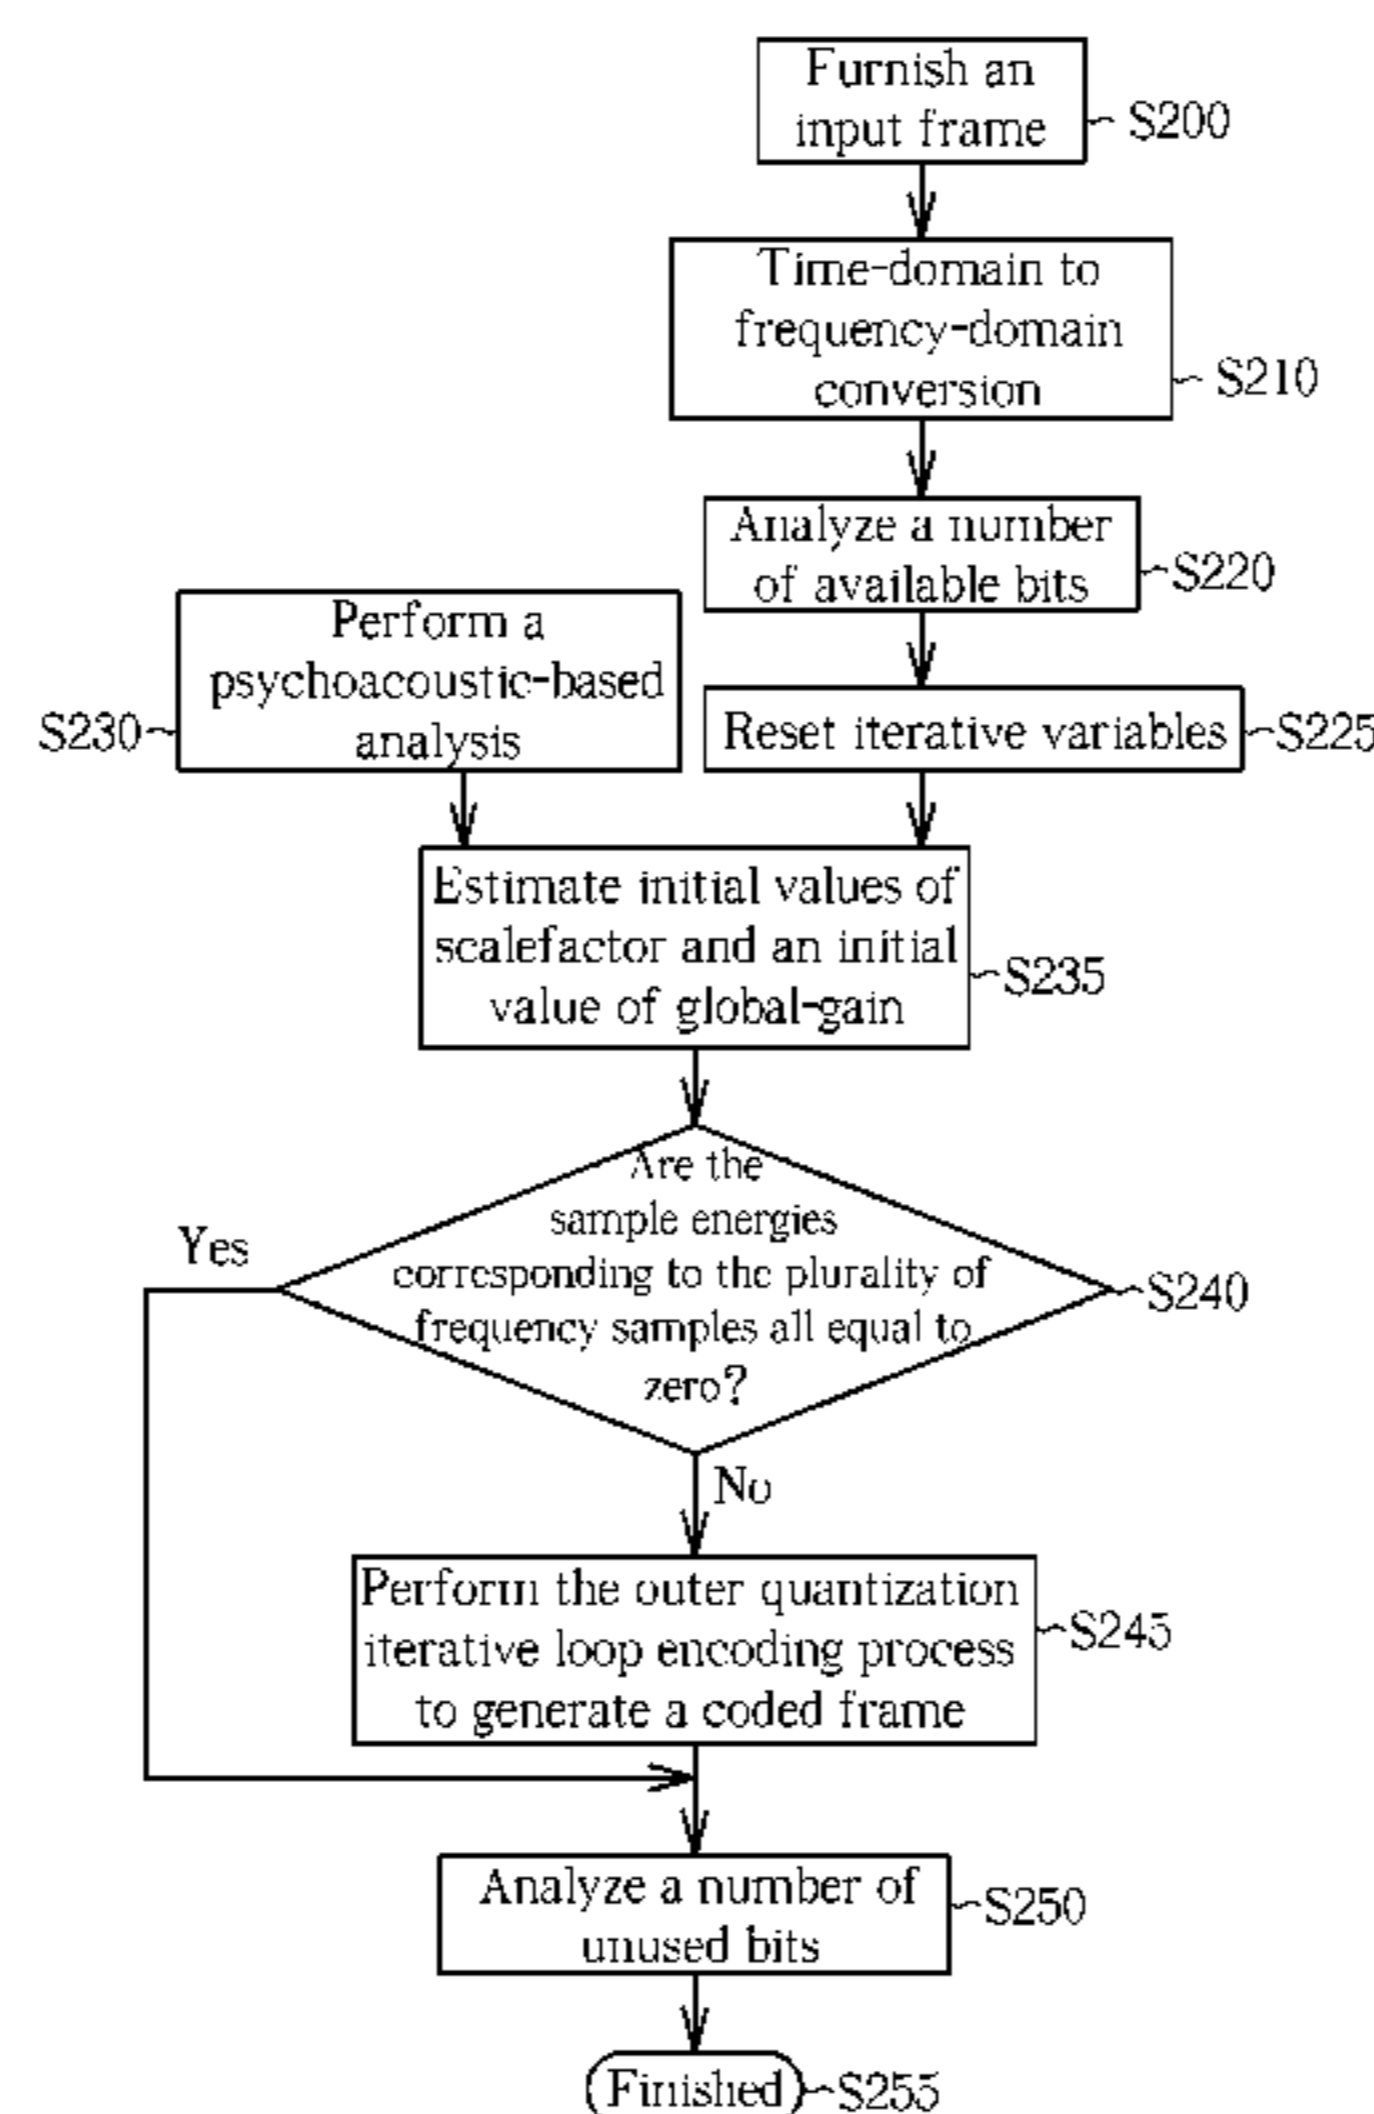 Furnish an
input frame
S200
Time-domain to
frequency-domain
conversion
S210
Analyze a number
of available bits
S220
Perform a
psychoacoustic-based
analysis
S230
Reset iterative variables
S225
Estimate initial values of
scalefactor and an initial
value of global-gain
S235
Are the
sample energies
corresponding to the plurality of
frequency samples all equal to
zero?
S240
Yes
No
Perform the outer quantization
iterative loop encoding process
to generate a coded frame
S245
Analyze a number of
unused bits
S250
Finished
S255